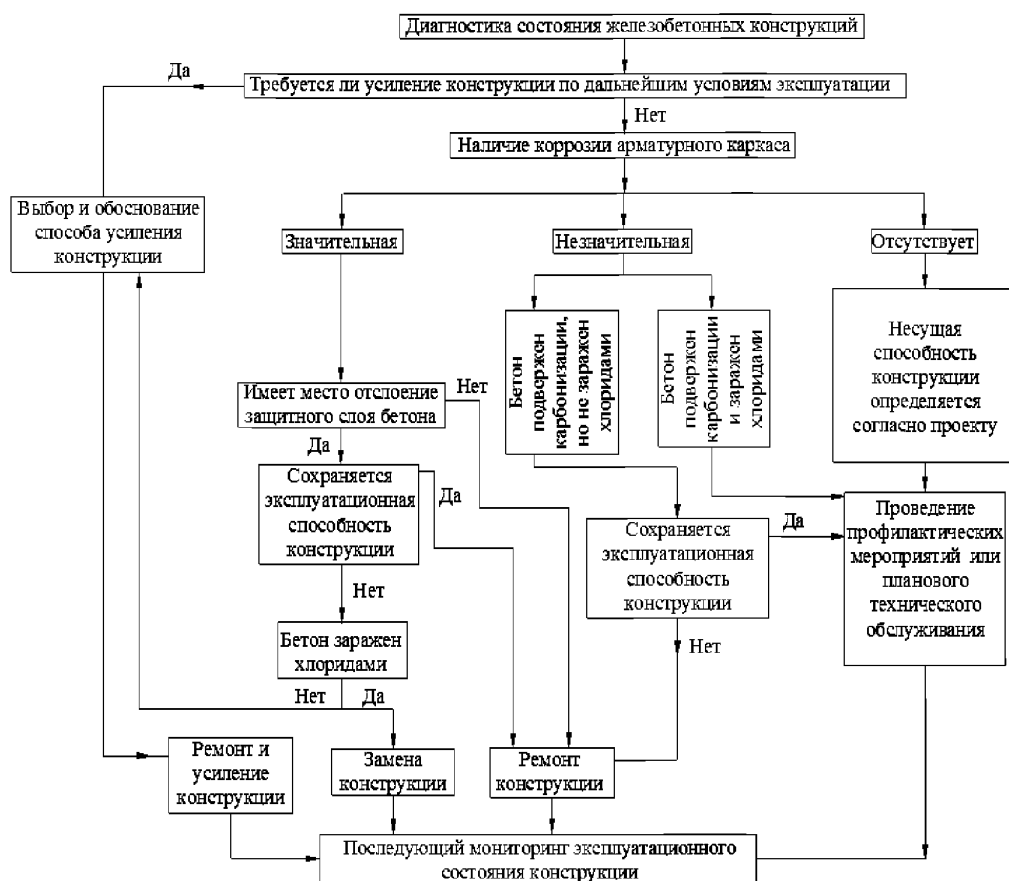 Диагностика состояния железобетонных конструкций
Да
Требуется ли усиление конструкции по дальнейшим условиям эксплуатации
Нет
Наличие коррозии арматурного каркаса
Выбор и обоснование
способа усиления
конструкции
Значительная
Незначительная
Отсутствует
Бетон
подвержен
карбонизации,
но не заражен
хлоридами
Бетон
подвержен
карбонизации
и заражен
хлоридами
Несущая
способность
конструкции
определяется
согласно проекту
Имеет место отслоение
защитного слоя бетона
Нет
Да
Сохраняется
эксплуатационная
способность
конструкции
Да
Сохраняется
эксплуатационная
способность
конструкции
Да
Проведение
профилактических
мероприятий или
планового
технического
обслуживания
Нет
Нет
Бетон заражен
хлоридами
Нет
Да
Ремонт и
усиление
конструкции
Замена
конструкции
Ремонт
конструкции
Последующий мониторинг эксплуатационного
состояния конструкции